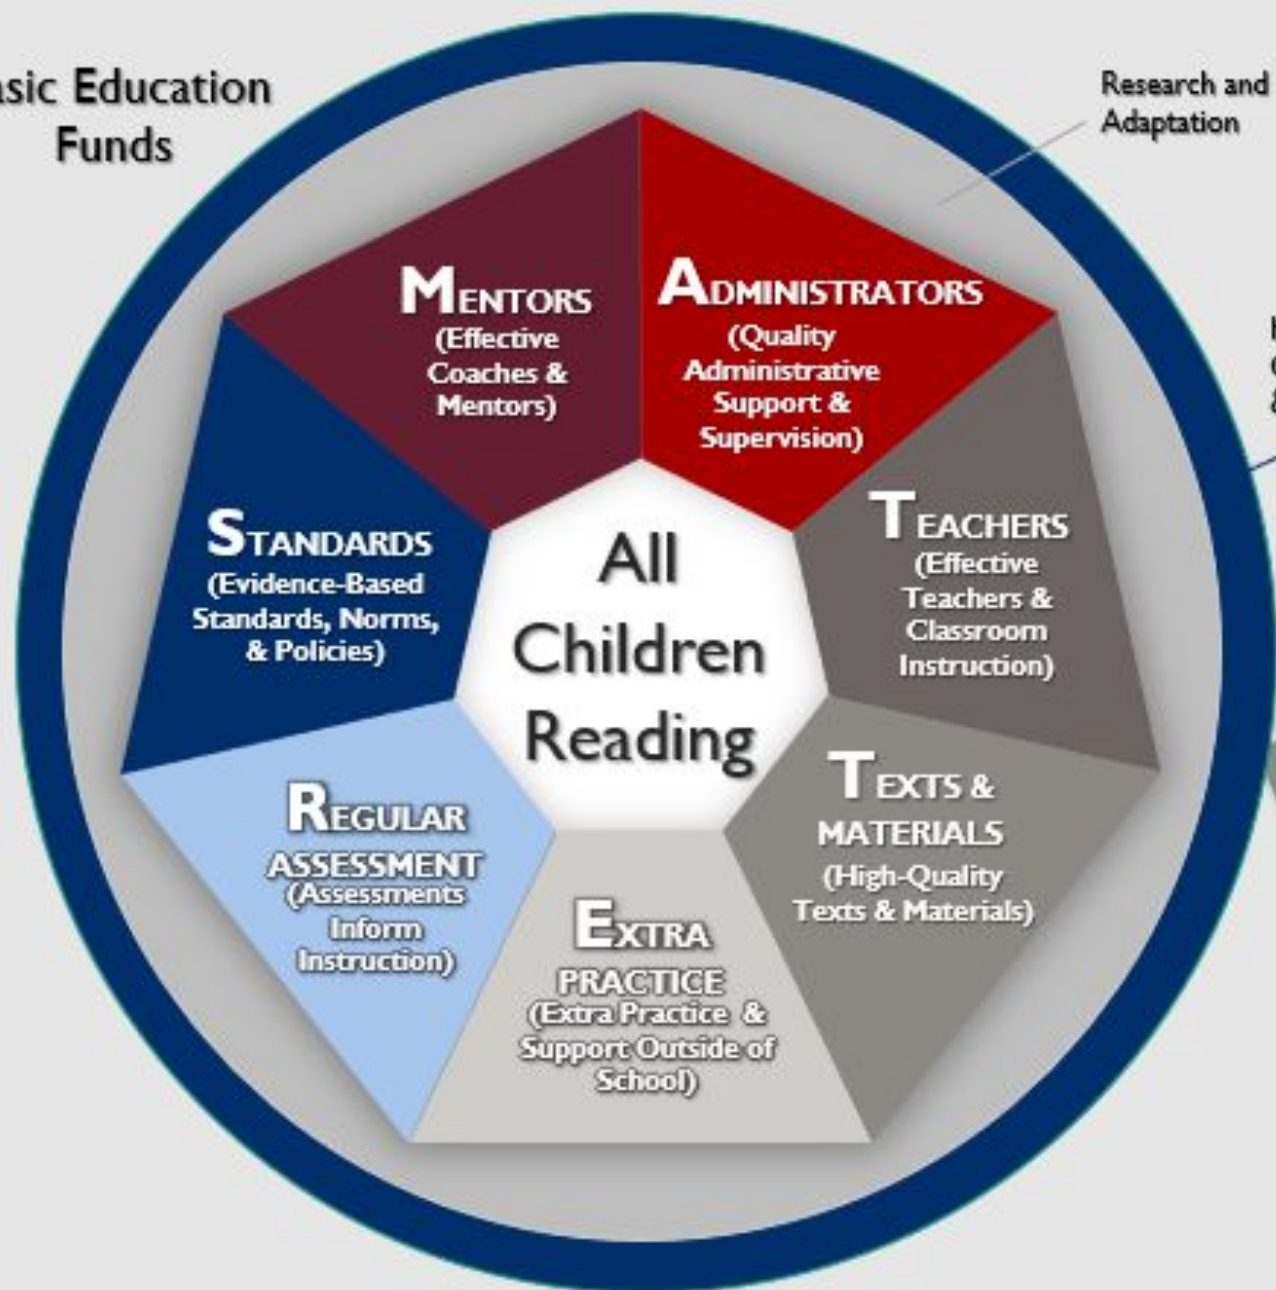 Education
Funds
Research and
Adaptation
MENTORS
(Effective
Coaches &
Mentors)
ADMINISTRATORS
(Quality
Administrative
Support &
Supervision)
STANDARDS
(Evidence-Based
Standards, Norms,
& Policies)
TEACHERS
(Effective
Teachers &
Classroom
Instruction)
All
Children
Reading
REGULAR
ASSESSMENT
(Assessments
Inform
Instruction)
TEXTS &
MATERIALS
(High-Quality
Texts & Materials)
EXTRA
PRACTICE
(Extra Practice &
Support Outside of
School)